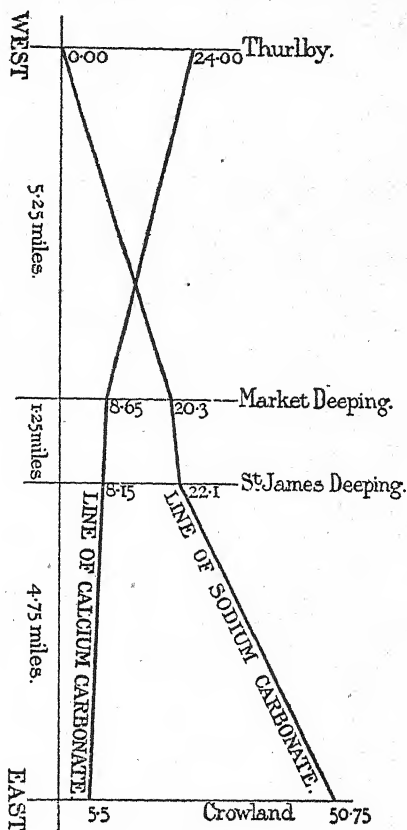 WEST
0·00
24·00
Thurlby.
5·25 miles.
8·65
20·3
Market Deeping.
1·25 miles
8·15
22·1
St James Deeping.
LINE OF CALCIUM CARBONATE.
LINE OF SODIUM CARBONATE.
4·75 miles.
EAST
5·5
Crowland
50·75